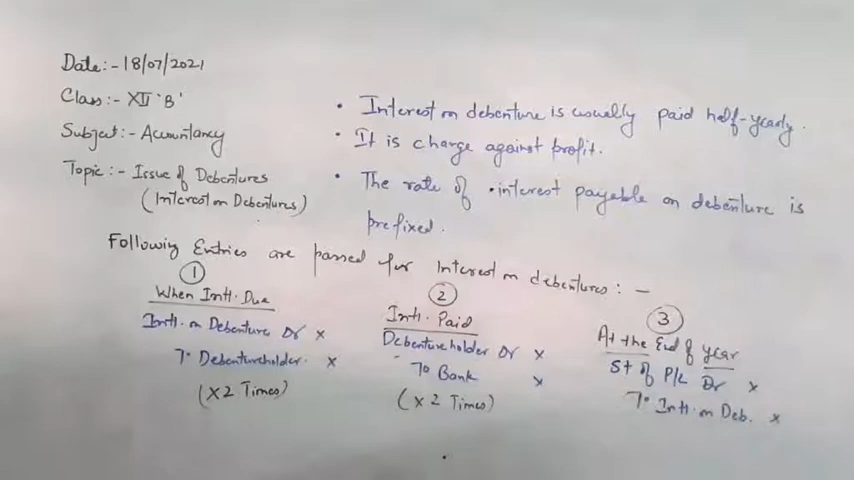 Date:- 18/07/2021
Class:- XII 'B'
Subject:- Accountancy
Topic:- Issue of Debentures
(Interest on Debentures)
• Interest on debenture is usually paid half-yearly.
• It is charge against profit.
• The rate of interest payable on debenture is
prefixed.
Following Entries are passed for Interest on debentures: -
1
When Intt. Due
Intt. on Debenture Dr x
To Debentureholder. x
(x2 Times)
2
Intt. Paid
Debentureholder Dr x
To Bank x
(x 2 Times)
3
At the End of year
St of P/L Dr x
To Intt. on Deb. x